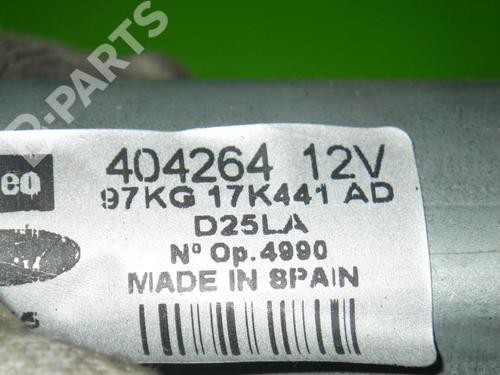 B-PARTS
404264 12V
97KG 17K441 AD
D25LA
Nº Op.4990
MADE IN SPAIN